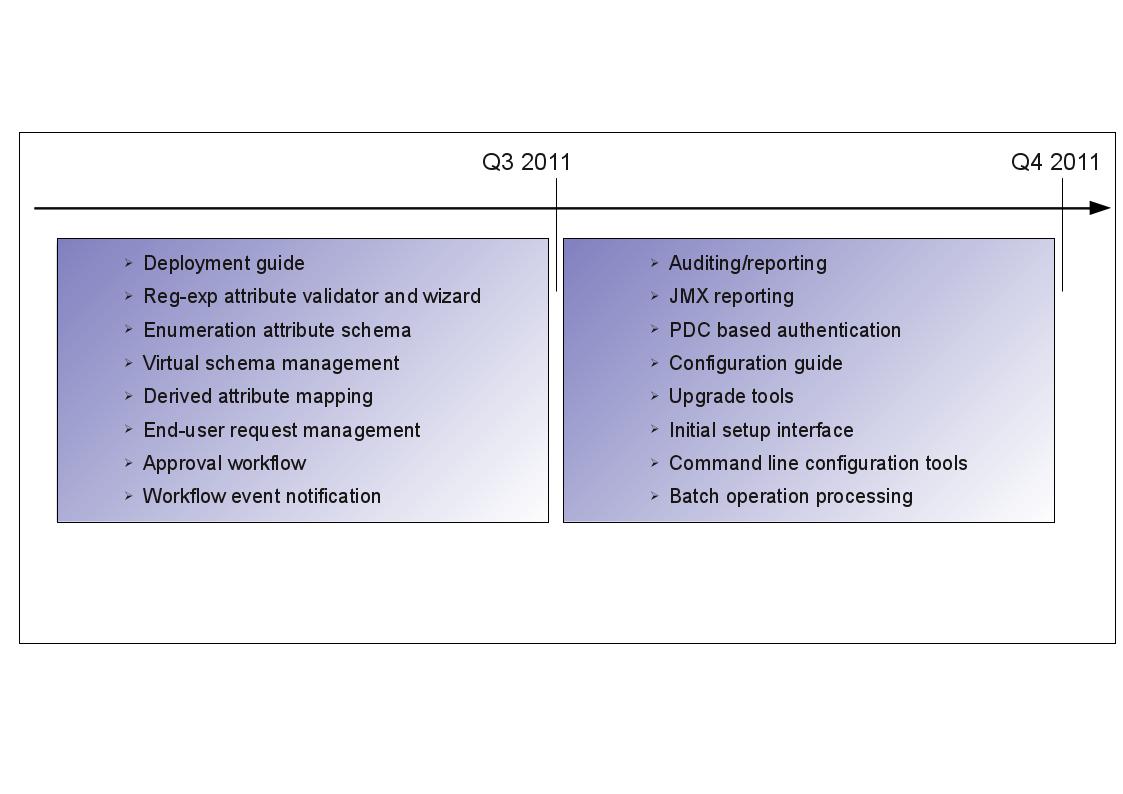 Q3 2011
Q4 2011
Deployment guide
Reg-exp attribute validator and wizard
Enumeration attribute schema
Virtual schema management
Derived attribute mapping
End-user request management
Approval workflow
Workflow event notification
Auditing/reporting
JMX reporting
PDC based authentication
Configuration guide
Upgrade tools
Initial setup interface
Command line configuration tools
Batch operation processing